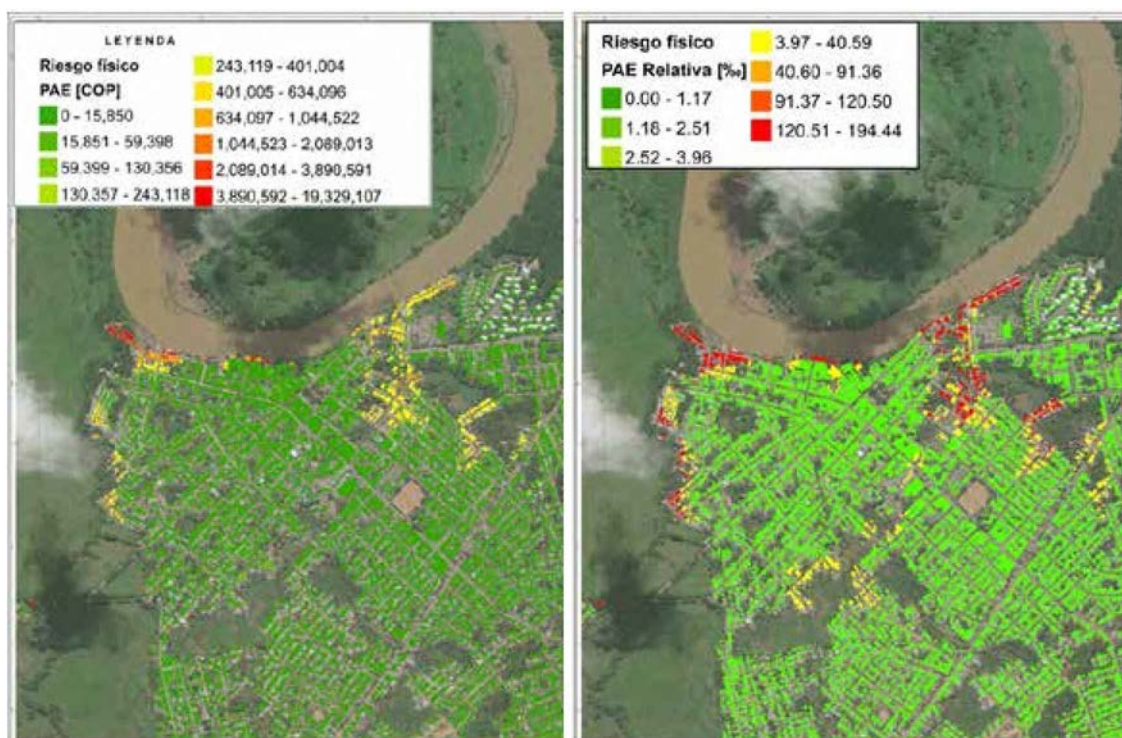 LEYENDA
Riesgo físico
PAE [COP]
0 - 15,850
15,851 - 59,398
59,399 - 130,356
130,357 - 243,118
243,119 - 401,004
401,005 - 634,096
634,097 - 1,044,522
1,044,523 - 2,089,013
2,089,014 - 3,890,591
3,890,592 - 19,329,107
Riesgo físico
PAE Relativa [‰]
0.00 - 1.17
1.18 - 2.51
2.52 - 3.96
3.97 - 40.59
40.60 - 91.36
91.37 - 120.50
120.51 - 194.44